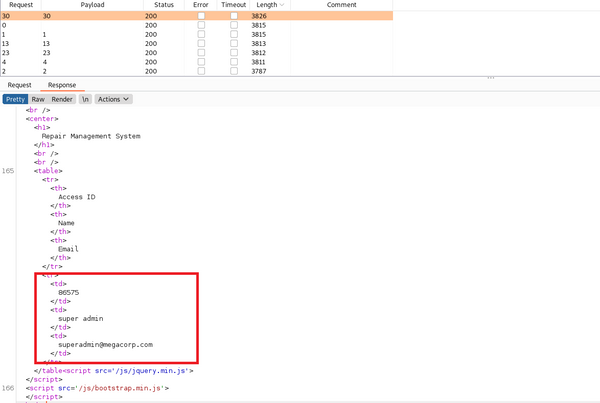 Request Payload Status Error Timeout Length Comment
30 30 200 3826
0 200 3815
1 1 200 3815
13 13 200 3813
23 23 200 3812
4 4 200 3811
2 2 200 3787
Request Response
Pretty Raw Render \n Actions
<br />
<center>
<h1>
Repair Management System
</h1>
<br />
<br />
165 <table>
<tr>
<th>
Access ID
</th>
<th>
Name
</th>
<th>
Email
</th>
</tr>
<tr>
<td>
86575
</td>
<td>
super admin
</td>
<td>
superadmin@megacorp.com
</td>
</table><script src='/js/jquery.min.js'>
</script>
166 <script src='/js/bootstrap.min.js'>
</script>